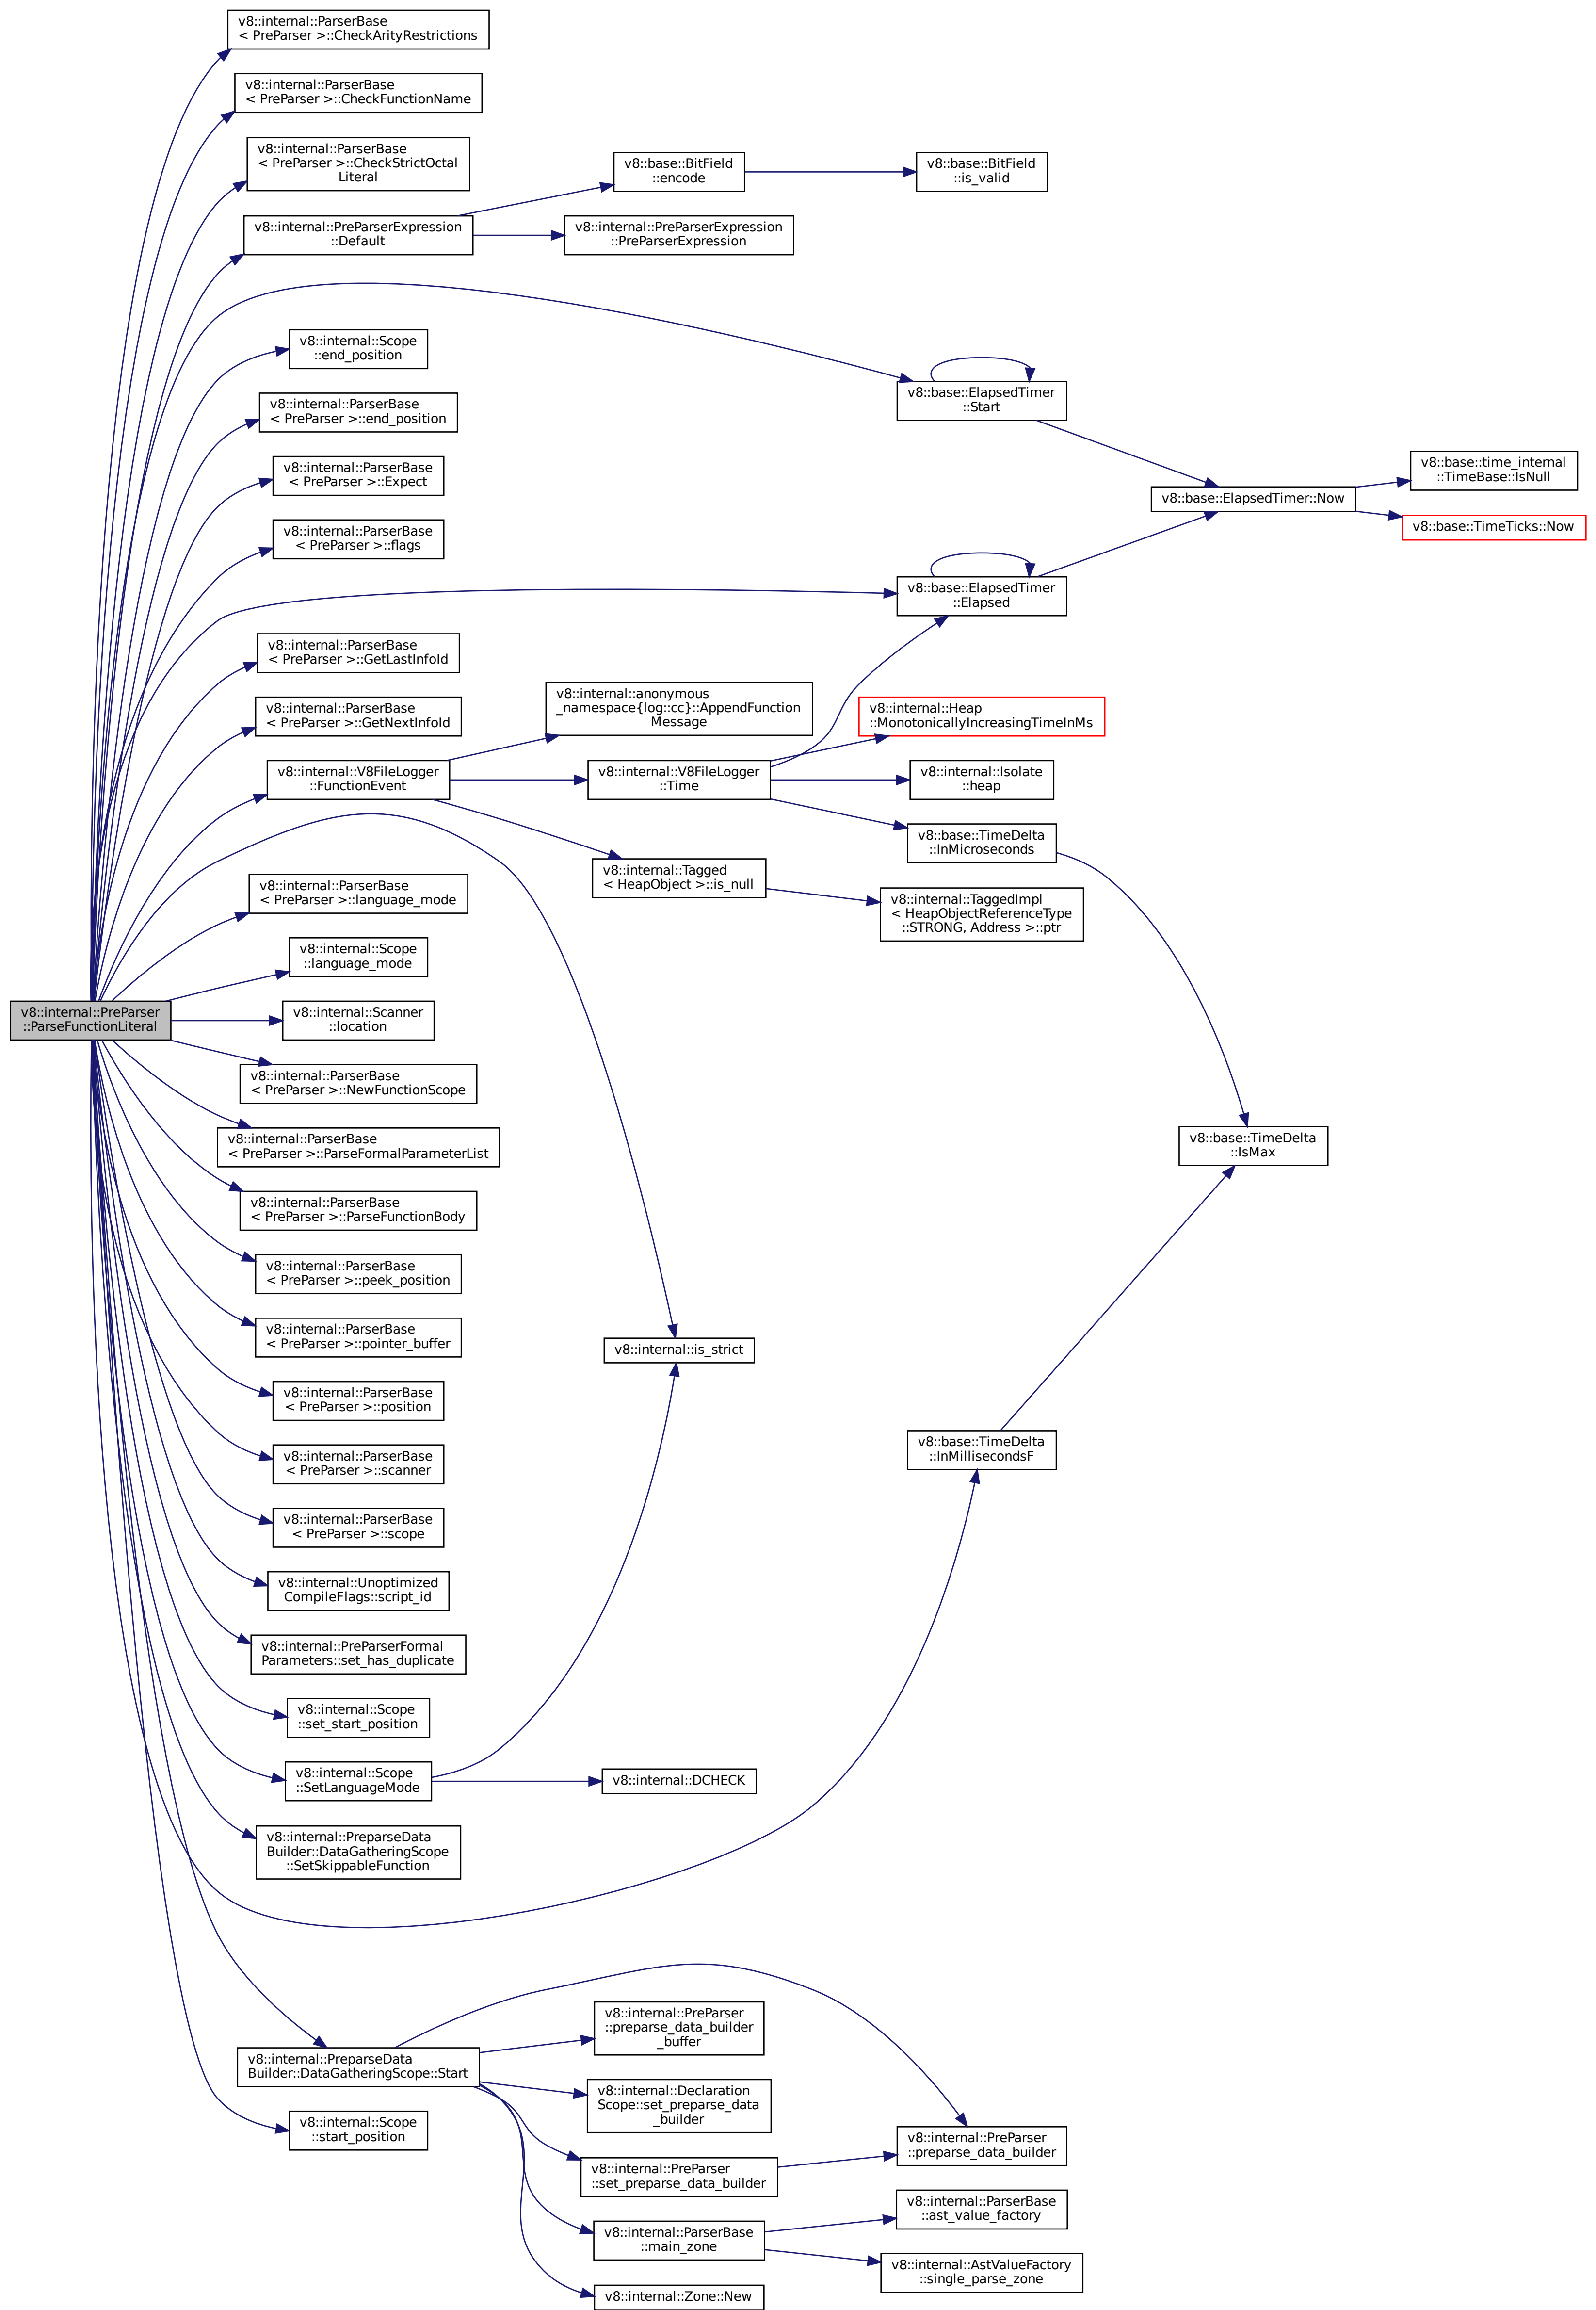 v8::internal::ParserBase
< PreParser >::CheckArityRestrictions
v8::internal::ParserBase
< PreParser >::CheckFunctionName
v8::internal::ParserBase
< PreParser >::CheckStrictOctal
Literal
v8::internal::PreParserExpression
::Default
v8::base::BitField
::encode
v8::base::BitField
::is_valid
v8::internal::PreParserExpression
::PreParserExpression
v8::internal::Scope
::end_position
v8::internal::ParserBase
< PreParser >::end_position
v8::base::ElapsedTimer
::Start
v8::internal::ParserBase
< PreParser >::Expect
v8::base::ElapsedTimer::Now
v8::base::time_internal
::TimeBase::IsNull
v8::base::TimeTicks::Now
v8::internal::ParserBase
< PreParser >::flags
v8::base::ElapsedTimer
::Elapsed
v8::internal::ParserBase
< PreParser >::GetLastInfoId
v8::internal::ParserBase
< PreParser >::GetNextInfoId
v8::internal::anonymous
_namespace{log::cc}::AppendFunction
Message
v8::internal::Heap
::MonotonicallyIncreasingTimeInMs
v8::internal::V8FileLogger
::FunctionEvent
v8::internal::V8FileLogger
::Time
v8::internal::Isolate
::heap
v8::base::TimeDelta
::InMicroseconds
v8::internal::Tagged
< HeapObject >::is_null
v8::internal::TaggedImpl
< HeapObjectReferenceType
::STRONG, Address >::ptr
v8::internal::ParserBase
< PreParser >::language_mode
v8::internal::Scope
::language_mode
v8::internal::PreParser
::ParseFunctionLiteral
v8::internal::Scanner
::location
v8::internal::ParserBase
< PreParser >::NewFunctionScope
v8::internal::ParserBase
< PreParser >::ParseFormalParameterList
v8::base::TimeDelta
::IsMax
v8::internal::ParserBase
< PreParser >::ParseFunctionBody
v8::internal::ParserBase
< PreParser >::peek_position
v8::internal::ParserBase
< PreParser >::pointer_buffer
v8::internal::is_strict
v8::internal::ParserBase
< PreParser >::position
v8::internal::ParserBase
< PreParser >::scanner
v8::base::TimeDelta
::InMillisecondsF
v8::internal::ParserBase
< PreParser >::scope
v8::internal::Unoptimized
CompileFlags::script_id
v8::internal::PreParserFormal
Parameters::set_has_duplicate
v8::internal::Scope
::set_start_position
v8::internal::Scope
::SetLanguageMode
v8::internal::DCHECK
v8::internal::PreparseData
Builder::DataGatheringScope
::SetSkippableFunction
v8::internal::PreParser
::preparse_data_builder
_buffer
v8::internal::PreparseData
Builder::DataGatheringScope::Start
v8::internal::Declaration
Scope::set_preparse_data
_builder
v8::internal::Scope
::start_position
v8::internal::PreParser
::preparse_data_builder
v8::internal::PreParser
::set_preparse_data_builder
v8::internal::ParserBase
::ast_value_factory
v8::internal::ParserBase
::main_zone
v8::internal::AstValueFactory
::single_parse_zone
v8::internal::Zone::New